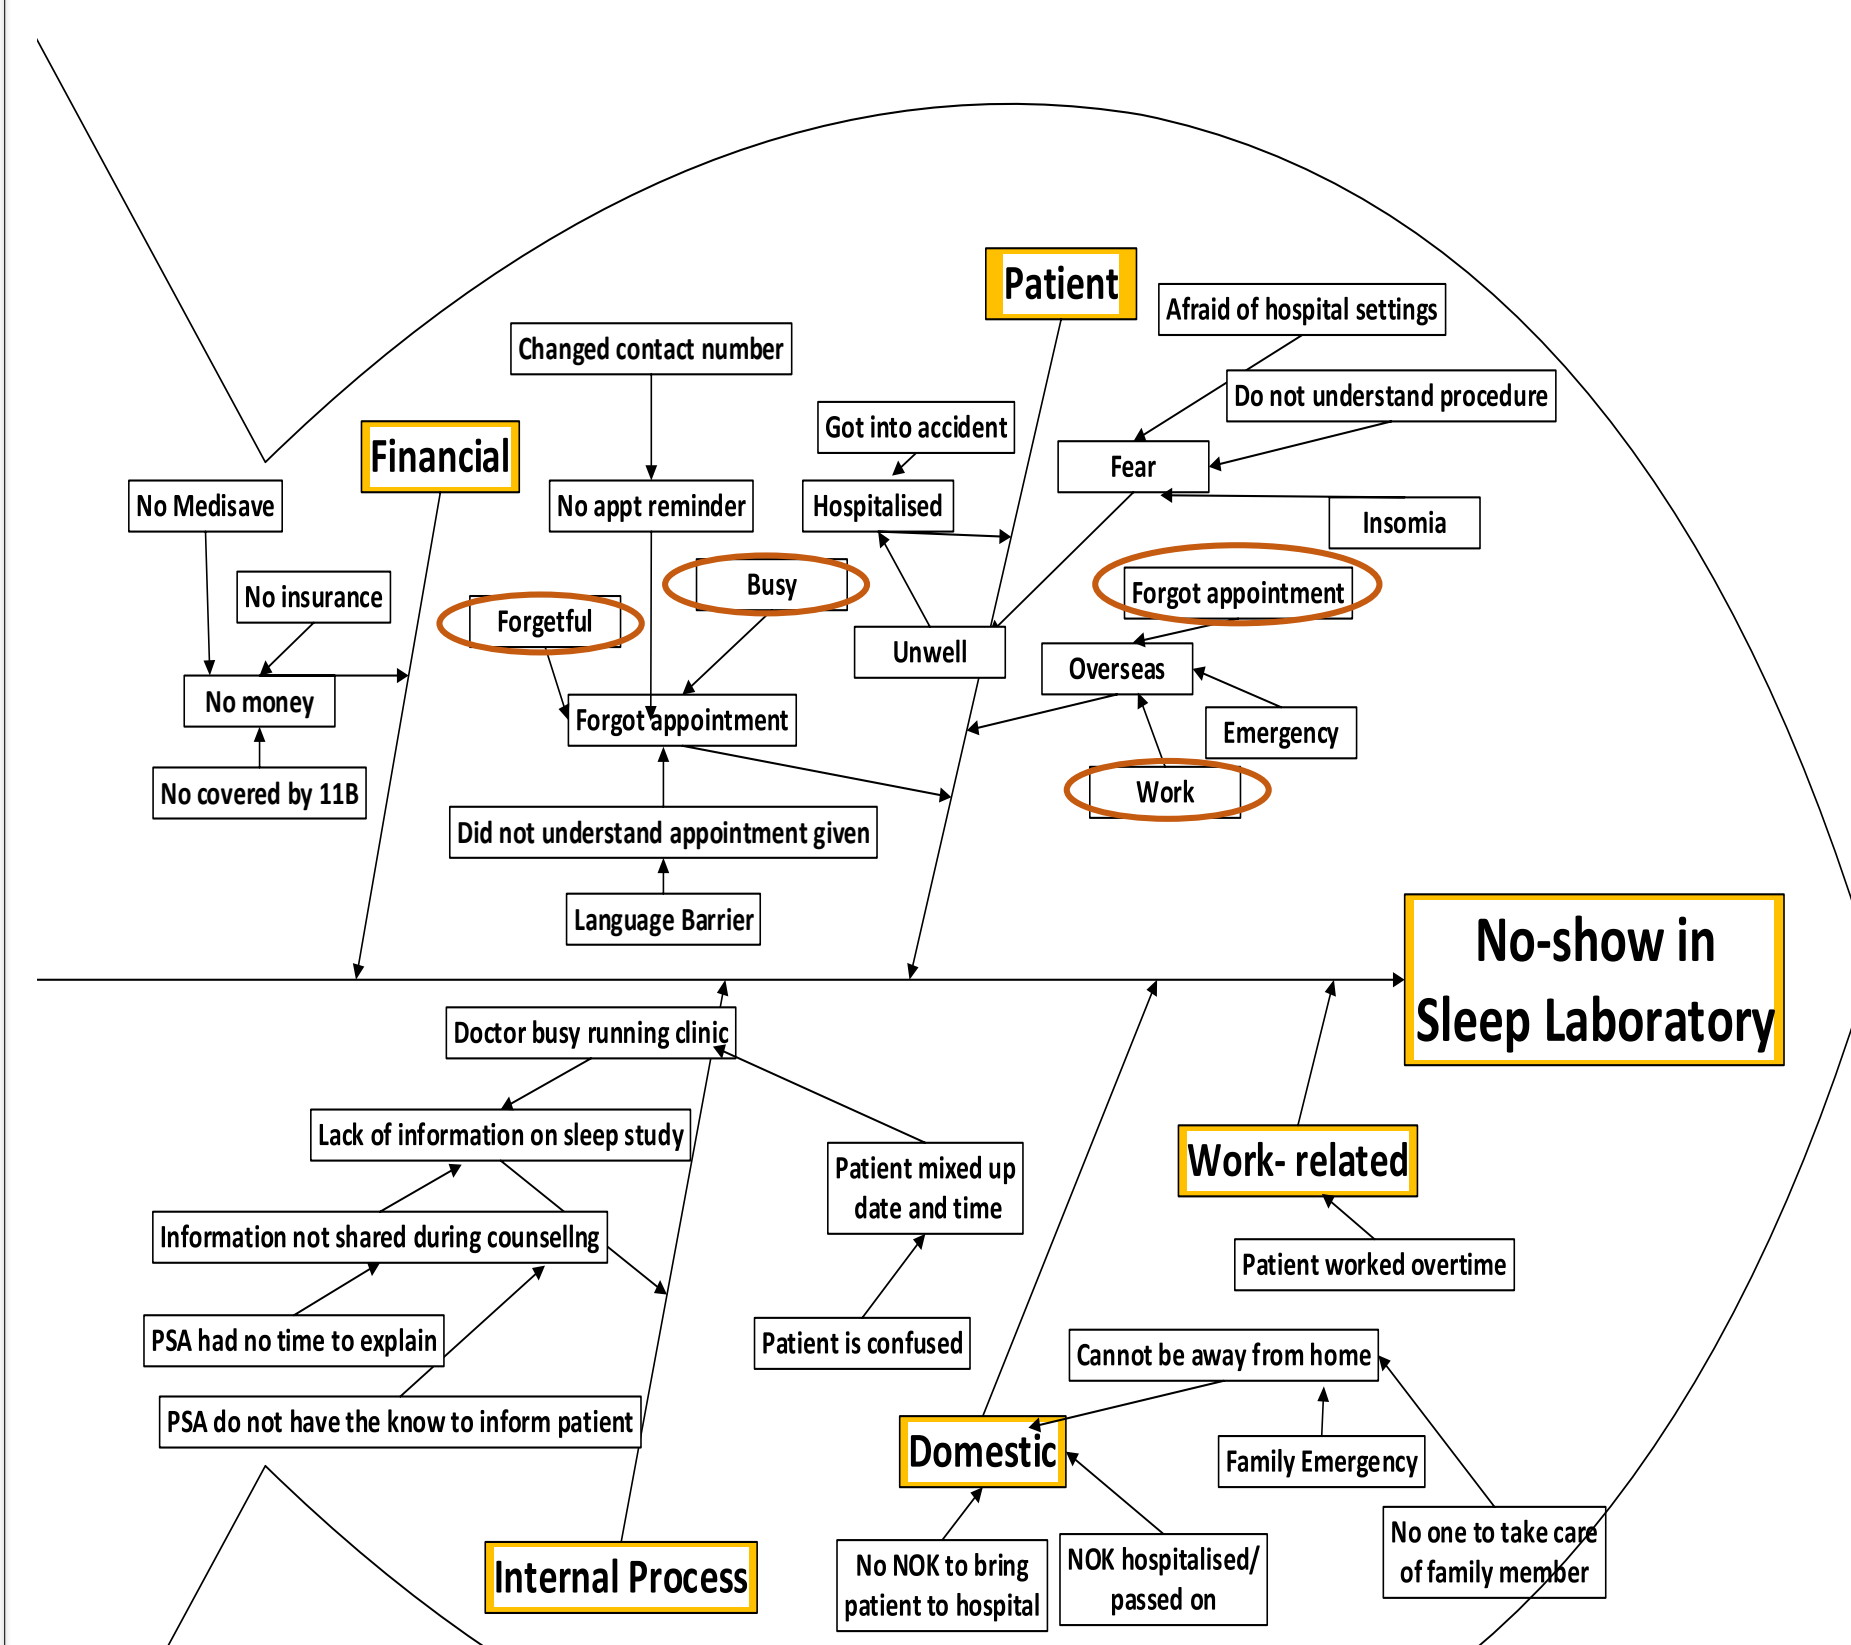 Patient
Afraid of hospital settings
Changed contact number
Do not understand procedure
Got into accident
Financial
Fear
No Medisave
No appt reminder
Hospitalised
Insomia
Busy
Forgot appointment
No insurance
Forgetful
Unwell
Overseas
No money
Forgot appointment
Emergency
No covered by 11B
Work
Did not understand appointment given
Language Barrier
No-show in
Sleep Laboratory
Doctor busy running clinic
Lack of information on sleep study
Patient mixed up
date and time
Work- related
Information not shared during counsellng
Patient worked overtime
PSA had no time to explain
Patient is confused
Cannot be away from home
PSA do not have the know to inform patient
Domestic
Family Emergency
No one to take care
of family member
Internal Process
No NOK to bring
patient to hospital
NOK hospitalised/
passed on